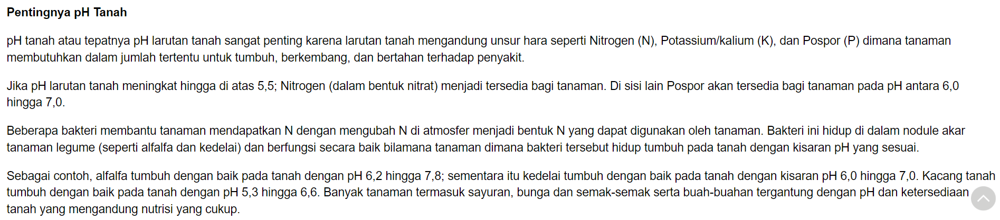 Pentingnya pH Tanah
pH tanah atau tepatnya pH larutan tanah sangat penting karena larutan tanah mengandung unsur hara seperti Nitrogen (N), Potassium/kalium (K), dan Pospor (P) dimana tanaman
membutuhkan dalam jumlah tertentu untuk tumbuh, berkembang, dan bertahan terhadap penyakit.
Jika pH larutan tanah meningkat hingga di atas 5,5; Nitrogen (dalam bentuk nitrat) menjadi tersedia bagi tanaman. Di sisi lain Pospor akan tersedia bagi tanaman pada pH antara 6,0
hingga 7,0.
Beberapa bakteri membantu tanaman mendapatkan N dengan mengubah N di atmosfer menjadi bentuk N yang dapat digunakan oleh tanaman. Bakteri ini hidup di dalam nodule akar
tanaman legume (seperti alfalfa dan kedelai) dan berfungsi secara baik bilamana tanaman dimana bakteri tersebut hidup tumbuh pada tanah dengan kisaran pH yang sesuai.
Sebagai contoh, alfalfa tumbuh dengan baik pada tanah dengan pH 6,2 hingga 7,8; sementara itu kedelai tumbuh dengan baik pada tanah dengan kisaran pH 6,0 hingga 7,0. Kacang tanah
tumbuh dengan baik pada tanah dengan pH 5,3 hingga 6,6. Banyak tanaman termasuk sayuran, bunga dan semak-semak serta buah-buahan tergantung dengan pH dan ketersediaan
tanah yang mengandung nutrisi yang cukup.